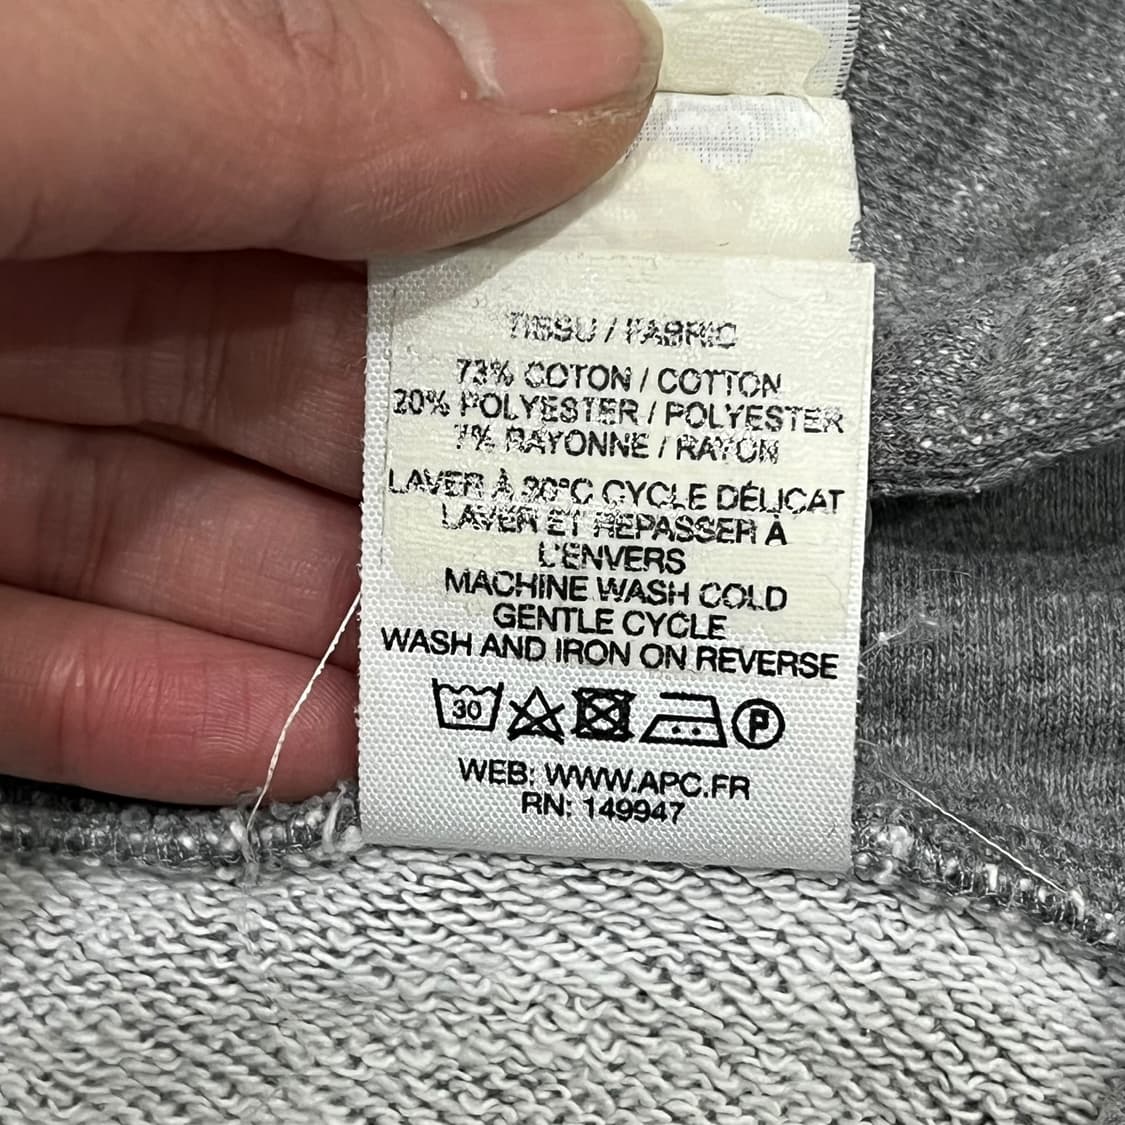 TISSU / FABRIC
73% COTON / COTTON
20% POLYESTER / POLYESTER
7% RAYONNE / RAYON
LAVER À 30°C CYCLE DÉLICAT
LAVER ET REPASSER À
L'ENVERS
MACHINE WASH COLD
GENTLE CYCLE
WASH AND IRON ON REVERSE
30 P
WEB: WWW.APC.FR
RN: 149947